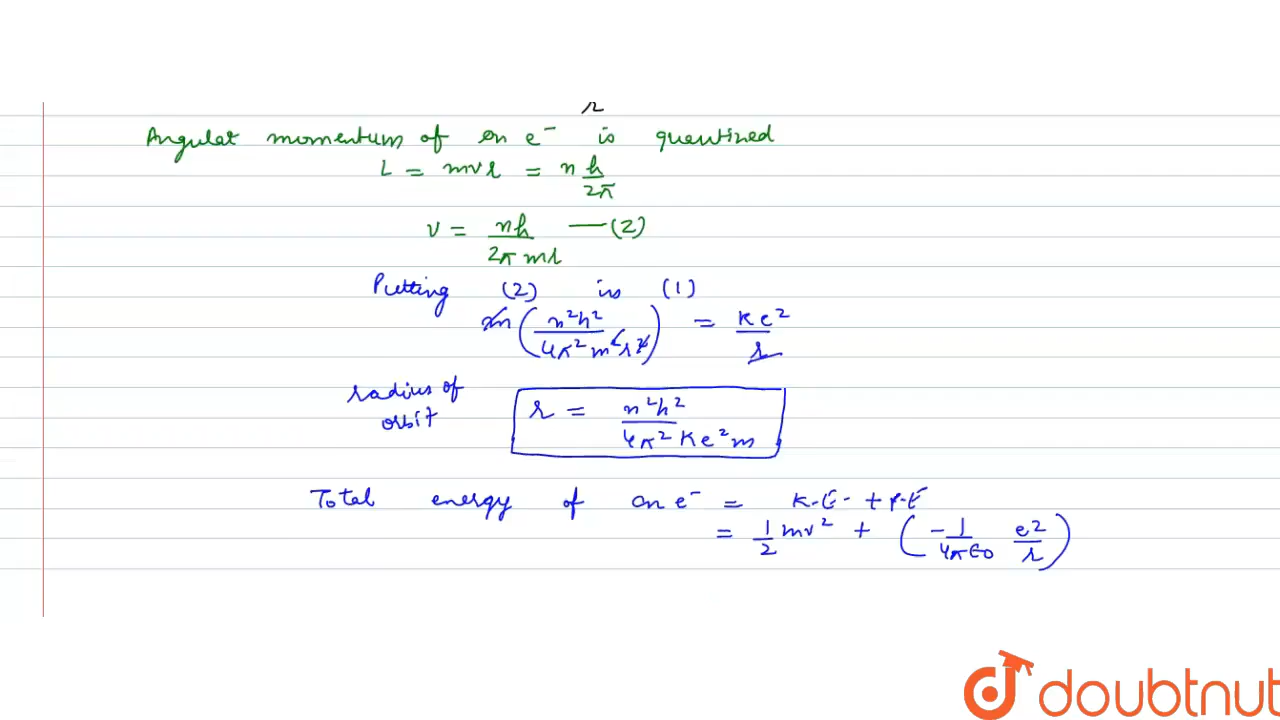 r
Angular momentum of an e⁻ is quantized
L = mvr = n h/2π
v = nh/2πmr —(2)
Putting (2) is (1)
m(n²h²/4π²m²r²) = Ke²/r
radius of orbit
r = n²h²/4π²Ke²m
Total energy of an e⁻ = K.E. + P.E
= 1/2 mv² + (-1/4πε0 e²/r)
doubtnut